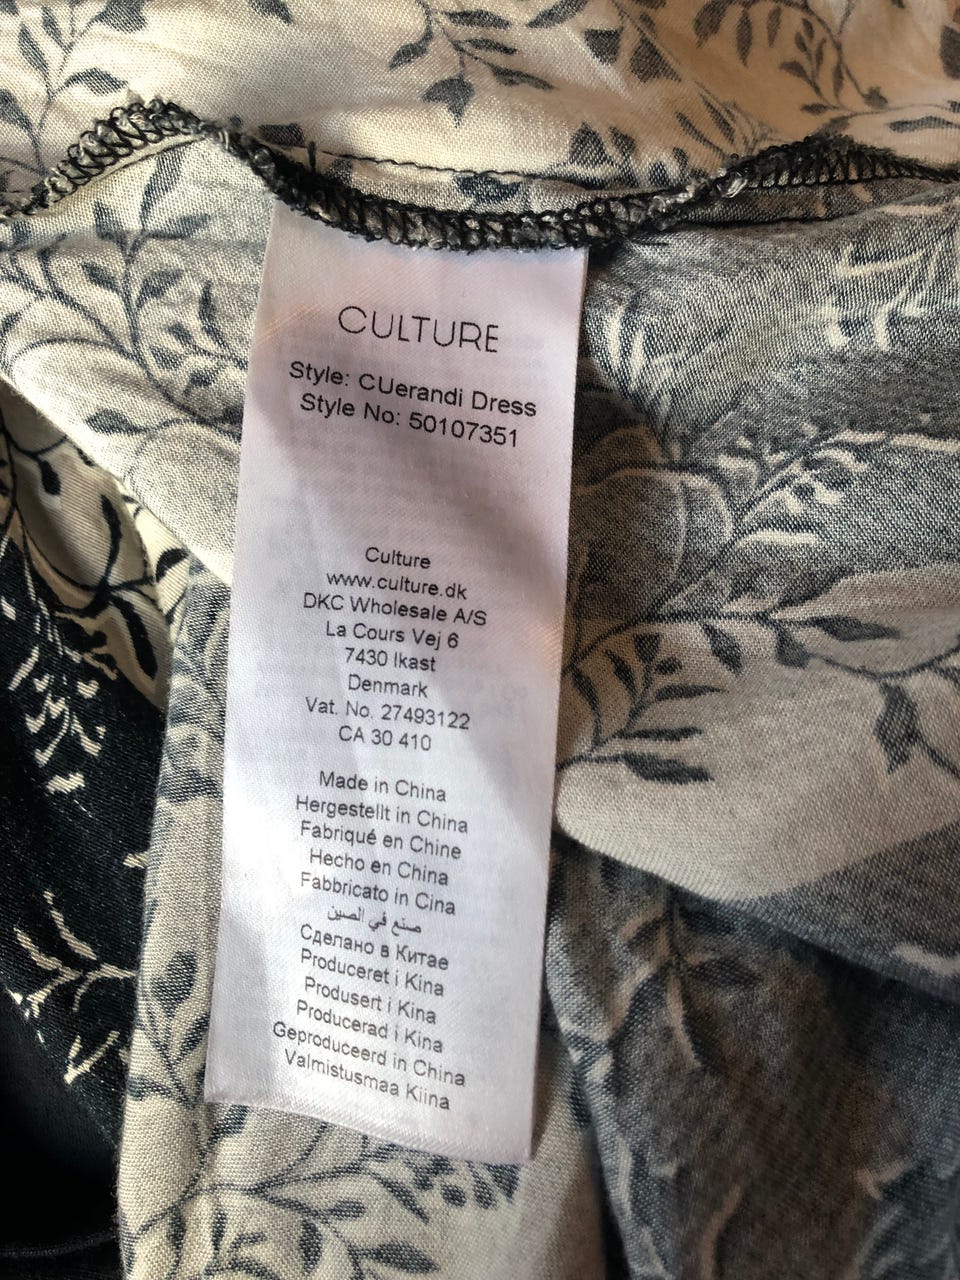 CULTURE
Style: CUerandi Dress
Style No: 50107351
Culture
www.culture.dk
DKC Wholesale A/S
La Cours Vej 6
7430 Ikast
Denmark
Vat. No. 27493122
CA 30 410
Made in China
Hergestellt in China
Fabriqué en Chine
Hecho en China
Fabbricato in Cina
صنع في الصين
Сделано в Китае
Produceret i Kina
Produsert i Kina
Producerad i Kina
Geproduceerd in China
Valmistusmaa Kiina